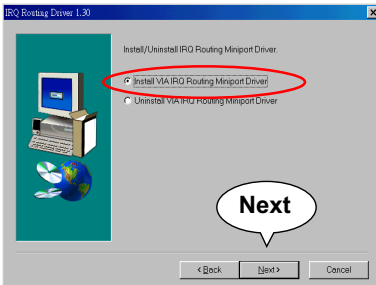 IRQ Routing Driver 1.30
Install/Uninstall IRQ Routing Miniport Driver.
Install VIA IRQ Routing Miniport Driver
Uninstall VIA IRQ Routing Miniport Driver
Next
< Back
Next >
Cancel